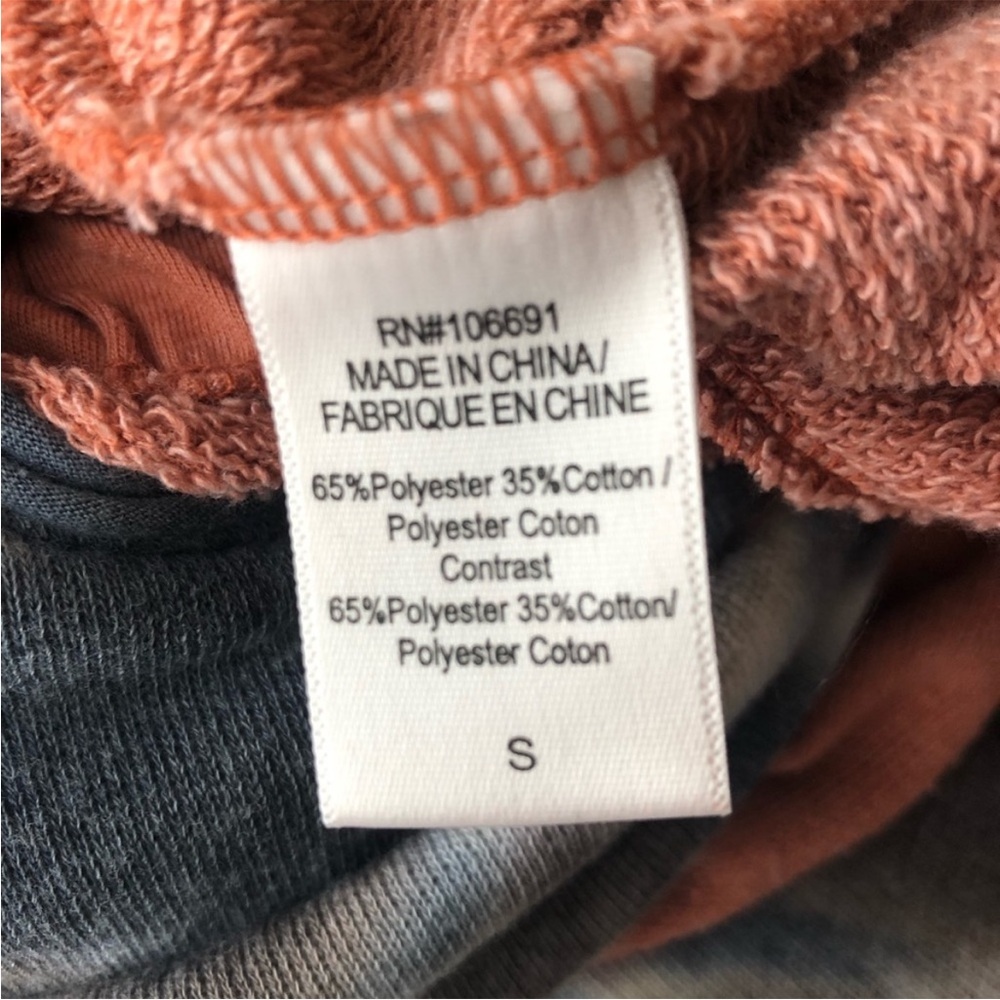 RN#106691
MADE IN CHINA/
FABRIQUE EN CHINE
65%Polyester 35%Cotton /
Polyester Coton
Contrast
65%Polyester 35%Cotton/
Polyester Coton
S